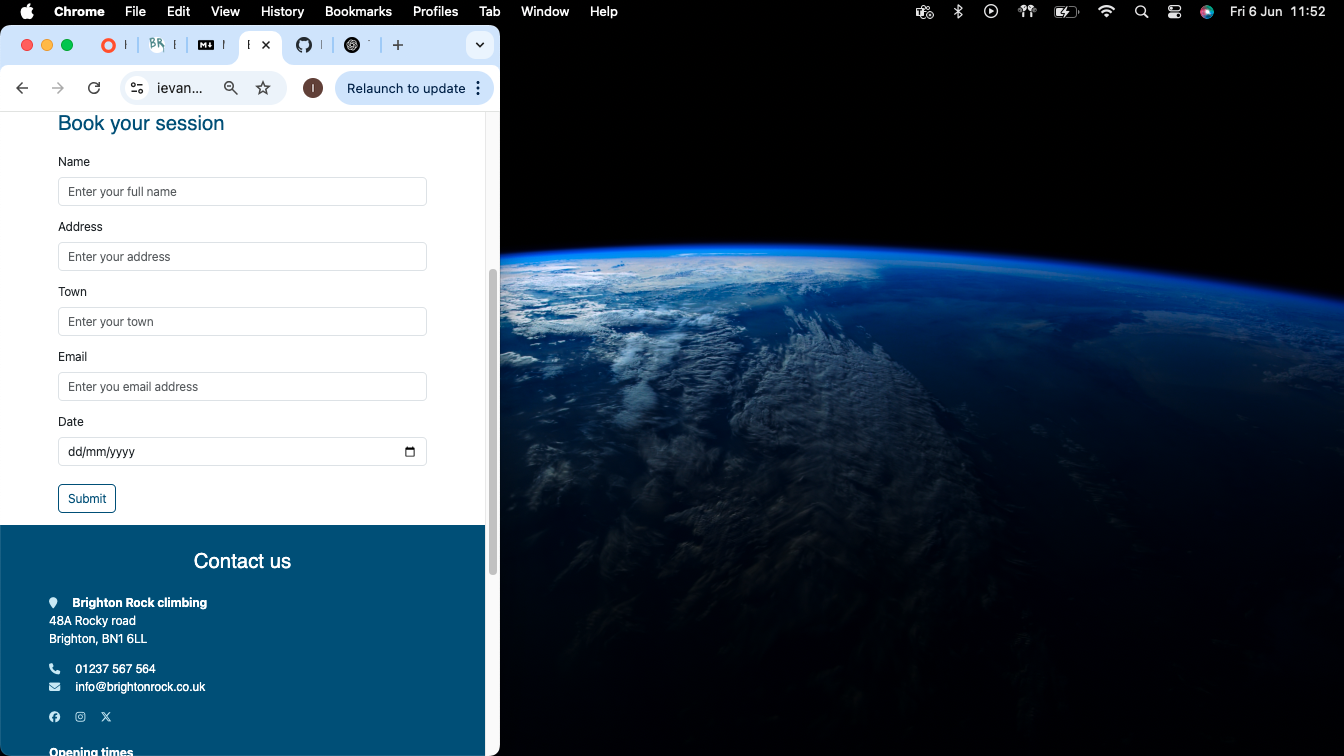 Chrome File Edit View History Bookmarks Profiles Tab Window Help Fri 6 Jun 11:52
ievan... Relaunch to update
Book your session
Name
Enter your full name
Address
Enter your address
Town
Enter your town
Email
Enter you email address
Date
dd/mm/yyyy
Submit
Contact us
Brighton Rock climbing
48A Rocky road
Brighton, BN1 6LL
01237 567 564
info@brightonrock.co.uk
Opening times